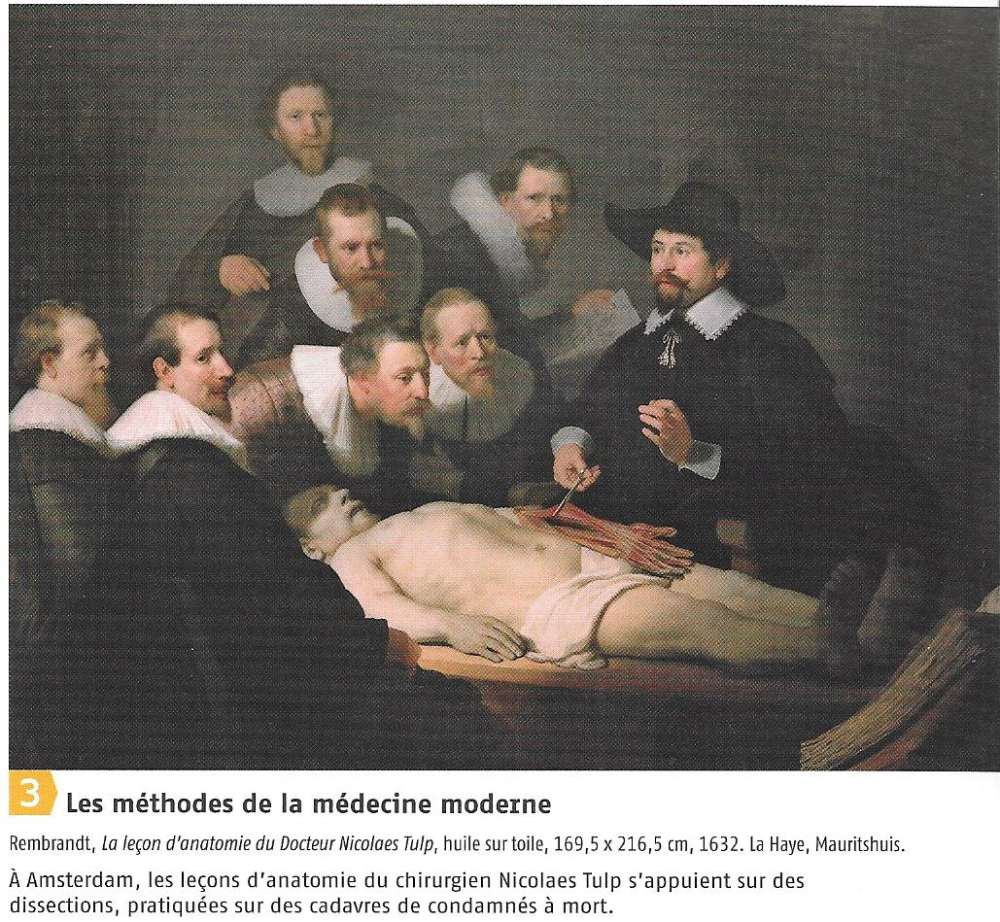 3 Les méthodes de la médecine moderne
Rembrandt, La leçon d'anatomie du Docteur Nicolaes Tulp, huile sur toile, 169,5 x 216,5 cm, 1632. La Haye, Mauritshuis.
À Amsterdam, les leçons d'anatomie du chirurgien Nicolaes Tulp s'appuient sur des
dissections, pratiquées sur des cadavres de condamnés à mort.